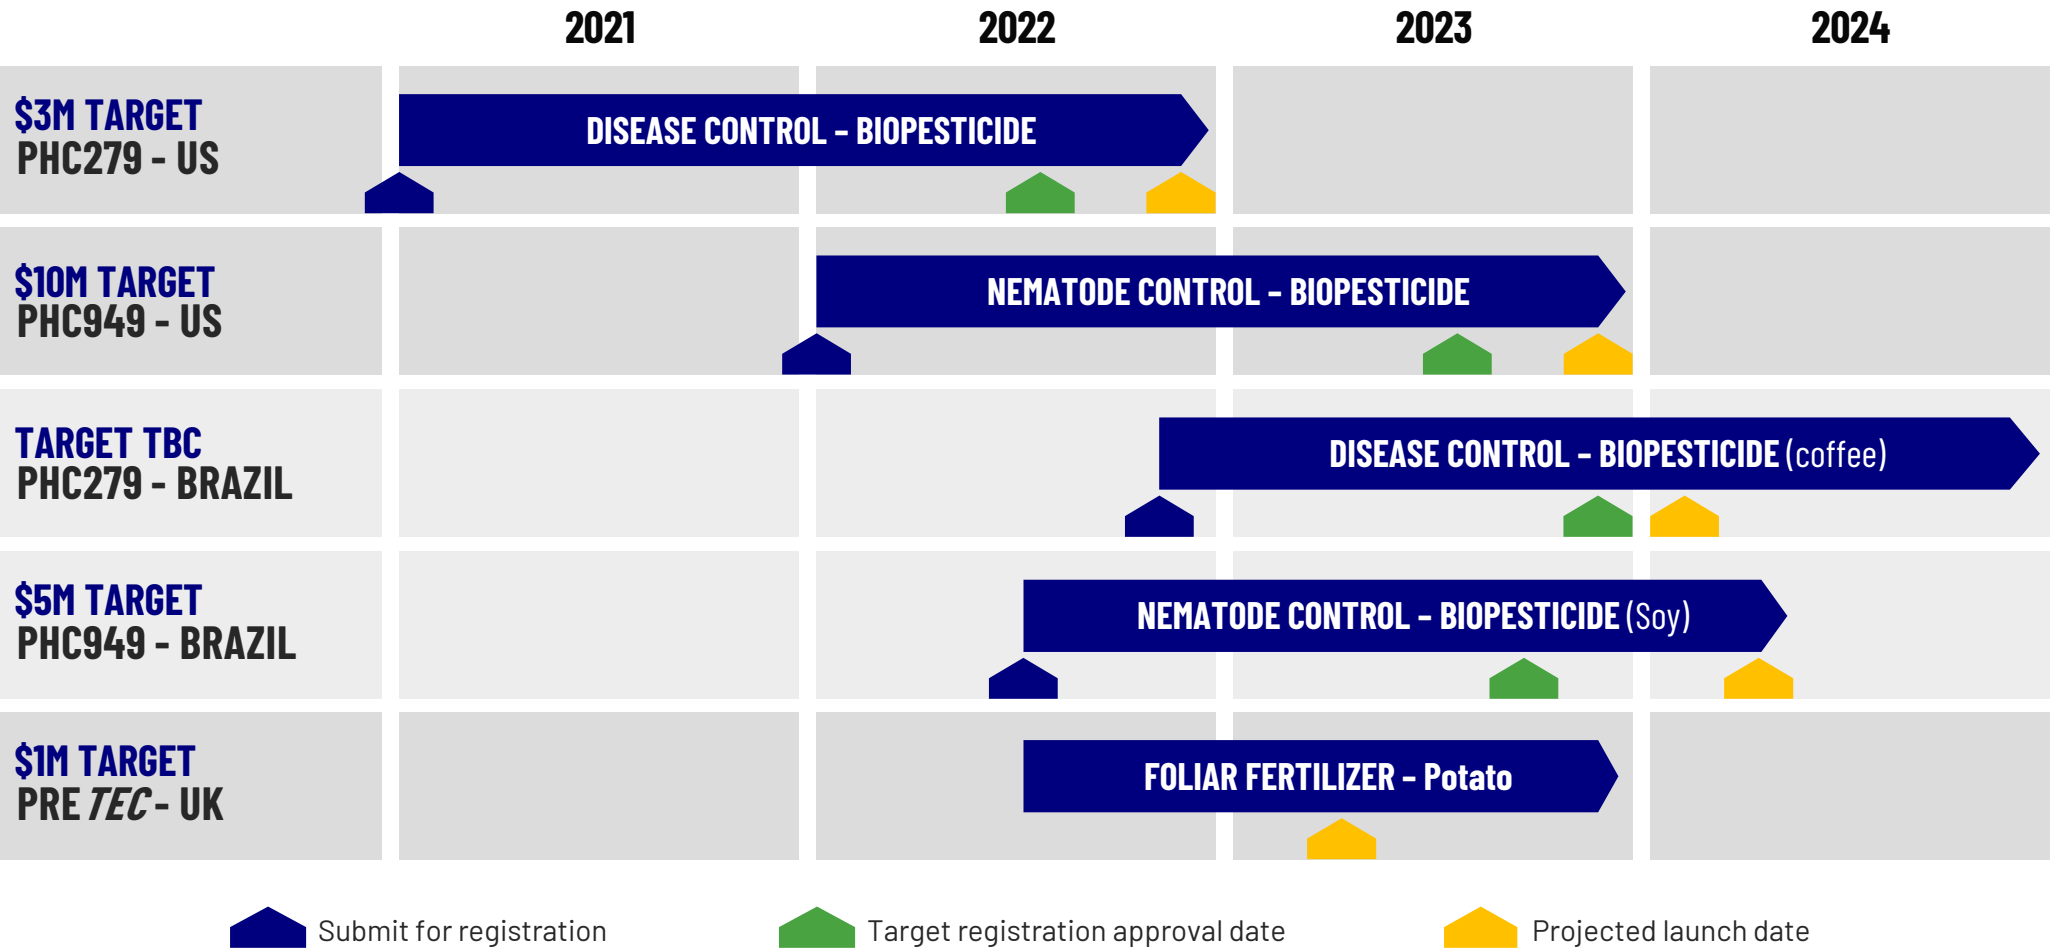 2021 2022 2023 2024
$3M TARGET
PHC279 - US
DISEASE CONTROL – BIOPESTICIDE
$10M TARGET
PHC949 - US
NEMATODE CONTROL – BIOPESTICIDE
TARGET TBC
PHC279 - BRAZIL
DISEASE CONTROL – BIOPESTICIDE (coffee)
$5M TARGET
PHC949 - BRAZIL
NEMATODE CONTROL – BIOPESTICIDE (Soy)
$1M TARGET
PRE TEC - UK
FOLIAR FERTILIZER – Potato
Submit for registration
Target registration approval date
Projected launch date